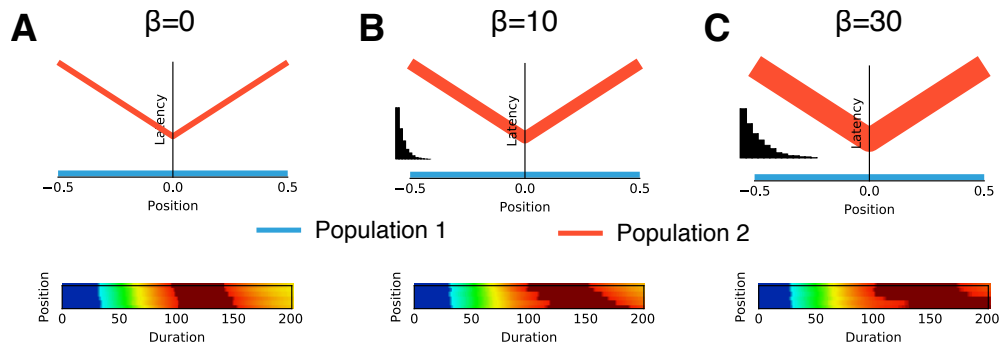 A β=0
B β=10
C β=30
Latency
Latency
Latency
−0.5 0.0 0.5
−0.5 0.0 0.5
−0.5 0.0 0.5
Position
Position
Position
Population 1
Population 2
Position
0 50 100 150 200
Duration
Position
0 50 100 150 200
Duration
Position
0 50 100 150 200
Duration